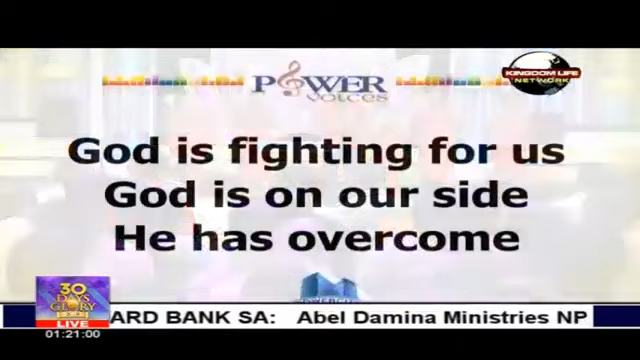 POWER
voices
KINGDOM LIFE
NETWORK
God is fighting for us
God is on our side
He has overcome
30
DAYS
GLORY
LIVE
ARD BANK SA: Abel Damina Ministries NP
01:21:00